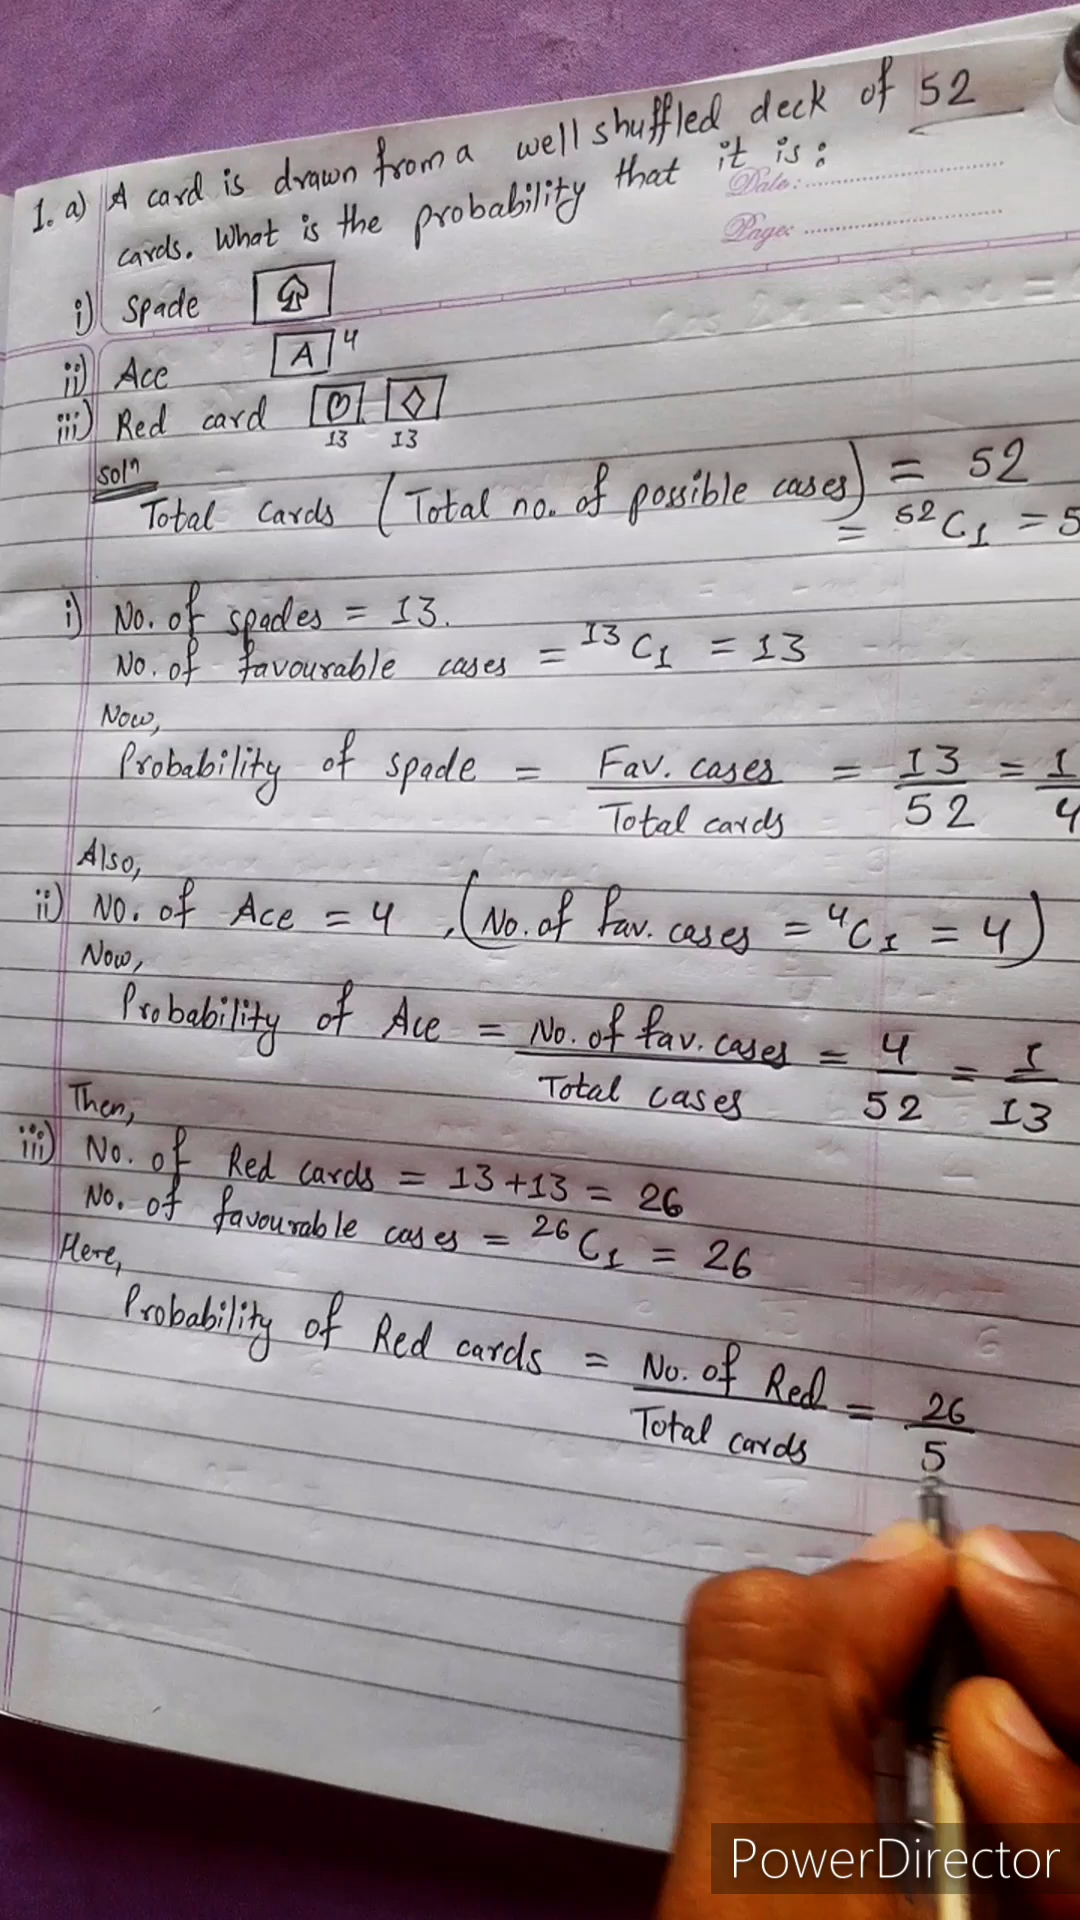 1. a) A card is drawn from a well shuffled deck of 52
cards. What is the probability that it is:
Date:
Page:
i) Spade
ii) Ace A 4
iii) Red card
13 13
Solⁿ
Total Cards (Total no. of possible cases) = 52
= ⁵²C₁ = 5
i) No. of spades = 13.
No. of favourable cases = ¹³C₁ = 13
Now,
Probability of spade = Fav. cases / Total cards = 13/52 = 1/4
Also,
ii) No. of Ace = 4, (No. of fav. cases = ⁴C₁ = 4)
Now,
Probability of Ace = No. of fav. cases / Total cases = 4/52 = 1/13
Then,
iii) No. of Red cards = 13+13 = 26
No. of favourable cases = ²⁶C₁ = 26
Here,
Probability of Red cards = No. of Red / Total cards = 26/5
PowerDirector